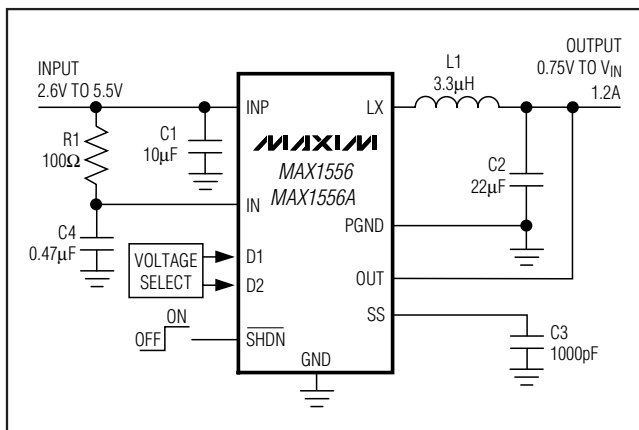 INPUT
2.6V TO 5.5V
OUTPUT
0.75V TO VIN
1.2A
L1
3.3µH
INP
LX
R1
100Ω
C1
10µF
MAXIM
MAX1556
MAX1556A
C2
22µF
IN
PGND
C4
0.47µF
VOLTAGE
SELECT
D1
D2
OUT
SS
ON
OFF
SHDN
GND
C3
1000pF